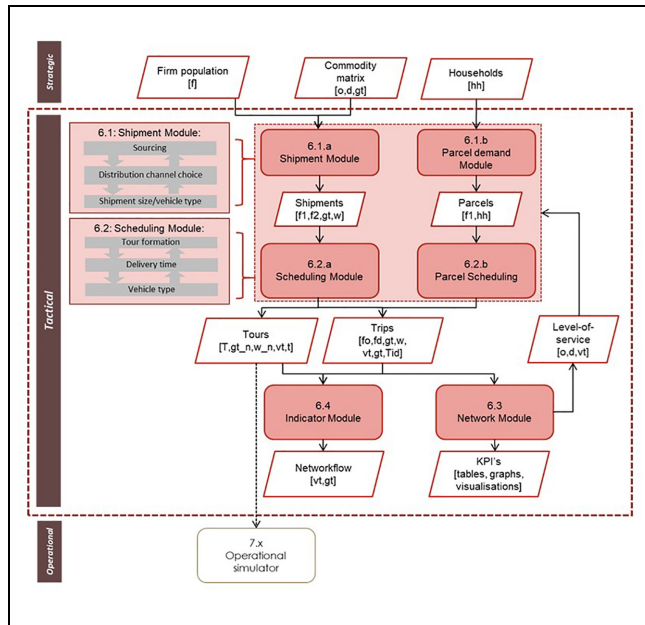 Strategic
Firm population
[f]
Commodity
matrix
[o,d,gt]
Households
[hh]
Tactical
6.1: Shipment Module:
Sourcing
Distribution channel choice
Shipment size/vehicle type
6.1.a
Shipment Module
6.1.b
Parcel demand
Module
Shipments
[f1,f2,gt,w]
Parcels
[f1,hh]
6.2: Scheduling Module:
Tour formation
Delivery time
Vehicle type
6.2.a
Scheduling Module
6.2.b
Parcel Scheduling
Tours
[T,gt_n,w_n,vt,t]
Trips
[fo,fd,gt,w,
vt,gt,Tid]
Level-of-
service
[o,d,vt]
6.4
Indicator Module
6.3
Network Module
Networkflow
[vt,gt]
KPI's
[tables, graphs,
visualisations]
Operational
7.x
Operational
simulator